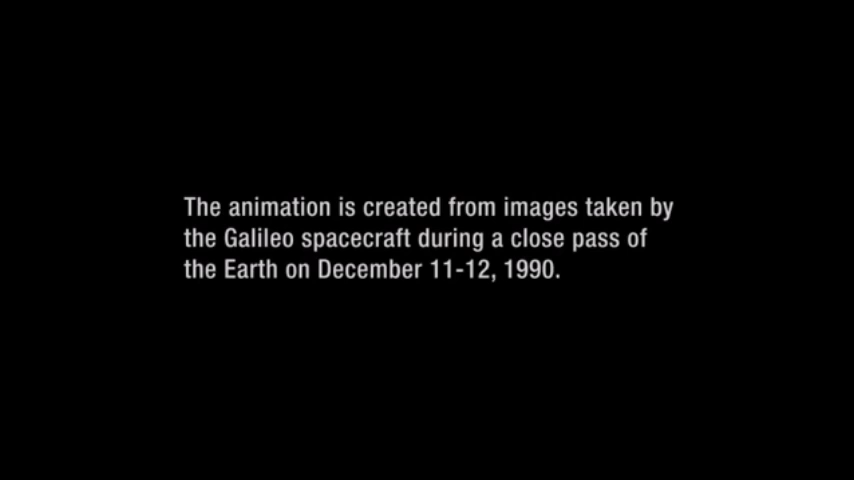 The animation is created from images taken by
the Galileo spacecraft during a close pass of
the Earth on December 11-12, 1990.